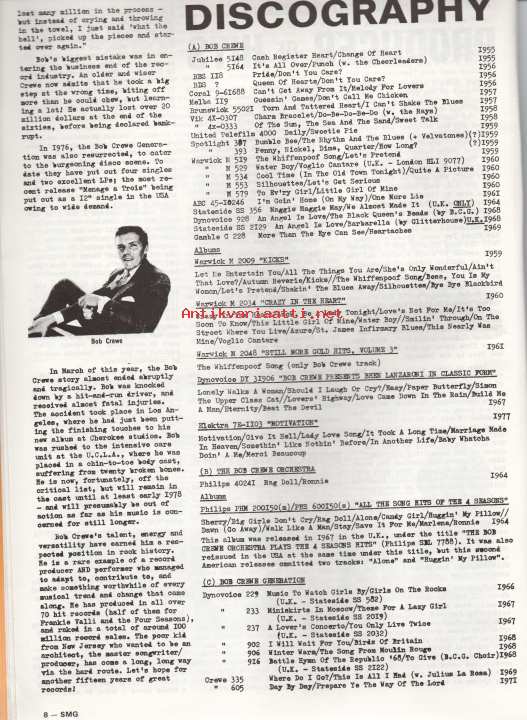 lost many million in the process -
but instead of crying and throwing
in the towel, I just said 'what the
hell', picked up the pieces and star-
ted over again."
Bob's biggest mistake was in en-
tering the business end of the rec-
ord industry. An older and wiser
Crewe now admits that he took a big
step at the wrong time, biting off
more than he could chew, but learn-
ing a lot! He actually lost over 20
million dollars at the end of the
sixties, before being declared bank-
rupt.
In 1976, the Bob Crewe Genera-
tion was also resurrected, to cater
to the burgeoning disco scene. To
date they have put out four singles
and two excellent LPs; the most re-
cent release "Menage a Trois" being
put out as a 12" single in the USA
owing to wide demand.
Bob Crewe
In March of this year, the Bob
Crewe story almost ended abruptly
and tragically. Bob was knocked
down by a hit-and-run driver, and
received almost fatal injuries.
The accident took place in Los An-
geles, where he had just been putt-
ing the finishing touches to his
new album at Cherokee studios. Bob
was rushed to the intensive care
unit at the U.C.L.A., where he was
placed in a chin-to-toe body cast,
suffering from twenty broken bones.
He is now, fortunately, off the
critical list, but will remain in
the cast until at least early 1978
- and will presumably be out of
action as far as music is con-
cerned for still longer.
Bob Crewe's talent, energy and
versatility have earned him a res-
pected position in rock history.
He is a rare example of a record
producer AND performer who managed
to adapt, to contribute to, and
make something worthwhile of every
musical trend and change that came
along. He has produced in all over
70 hit records (half of them for
Frankie Valli and the Four Seasons),
and raked in a total of around 100
million record sales. The poor kid
from New Jersey who wanted to be an
architect, the master songwriter/
producer, has come a long, long way
via the hard route. Let's hope for
another fifteen years of great
records!
8 — SMG
DISCOGRAPHY
(A) BOB CREWE
Jubilee 5148 Cash Register Heart/Change Of Heart 1955
" 5164 It's All Over/Punch (w. the Cheerleaders) 1955
BBS 118 Pride/Don't You Care? 1956
BBS ? Queen Of Hearts/Don't You Care? 1956
Coral 9-61688 Can't Get Away From It/Melody For Lovers 1956
Melba 119 Guessin' Games/Don't Call Me Chicken 1957
Brunswick 55021 Torn And Tattered Heart/I Can't Shake The Blues 1957
Vik 4X-0307 Charm Bracelet/Do-Be-Do-Be-Do (w. the Rays) 1958
" 4X-0333 Of The Sun, The Sea And The Sand/Sweet Talk 1958
United Telefilm 4000 Daily/Sweetie Pie 1959
Spotlight 387 Bumble Bee/The Rhythm And The Blues (+ Velvatones)(?)1959
" 393 Penny, Nickel, Dime, Quarter/How Long? (?)1959
Warwick M 519 The Whiffenpoof Song/Let's Pretend 1959
" M 529 Water Boy/Voglio Cantare (U.K. - London HLI 9077) 1960
" M 534 Cool Time (In The Old Town Tonight)/Quite A Picture 1960
" M 553 Silhouettes/Let's Get Serious 1960
" M 579 To Ev'ry Girl/Little Girl Of Mine 1960
ABC 45-10246 I'm Goin' Home (On My Way)/One More Lie 1961
Stateside SS 356 Maggie Maggie May/We Almost Made It (U.K. ONLY) 1964
Dynovoice 928 An Angel Is Love/The Black Queen's Beads (by B.C.G.) 1968
Stateside SS 2129 An Angel Is Love/Barbarella (by Glitterhouse) U.K. 1968
Gamble G 228 More Than The Eye Can See/Heartaches 1969
Albums
Warwick M 2009 "KICKS" 1959
Let Me Entertain You/All Things You Are/She's Only Wonderful/Ain't
That Love?/Autumn Reverie/Kicks//The Whiffenpoof Song/Bess, You Is My
Woman/Let's Pretend/Shakin' The Blues Away/Silhouettes/Bye Bye Blackbird
Warwick M 2034 "CRAZY IN THE HEART" 1960
Antikvariaatti.net
Tonight/Love's Not For Me/It's Too
Soon To Know/This Little Girl Of Mine/Water Boy//Smilin' Through/On The
Street Where You Live/Azure/St. James Infirmary Blues/This Nearly Was
Mine/Voglio Cantare
Warwick M 2048 "STILL MORE GOLD HITS, VOLUME 3" 1961
The Whiffenpoof Song (only Bob Crewe track)
Dynovoice DY 31906 "BOB CREWE PRESENTS BEEN LANZARONI IN CLASSIC FORM"
Lonely Walks A Woman/Should I Laugh Or Cry?/Easy/Paper Butterfly/Simon
The Upper Class Cat//Lovers' Highway/Love Came Down In The Rain/Build Me
A Man/Eternity/Beat The Devil 1967
Elektra 7E-1103 "MOTIVATION" 1977
Motivation/Give It Hell/Lady Love Song/It Took A Long Time/Marriage Made
In Heaven/Somethin' Like Nothin' Before/In Another Life/Baby Whatcha
Doin' A Me/Merci Beaucoup
(B) THE BOB CREWE ORCHESTRA
Philips 40241 Rag Doll/Ronnie 1964
Album
Philips PHM 200150(m)/PHS 600150(s) "ALL THE SONG HITS OF THE 4 SEASONS"
Sherry/Big Girls Don't Cry/Rag Doll/Alone/Candy Girl/Huggin' My Pillow//
Dawn (Go Away)/Walk Like A Man/Stay/Save It For Me/Marlena/Ronnie 1964
This album was released in 1967 in the U.K., under the title "THE BOB
CREWE ORCHESTRA PLAYS THE 4 SEASONS HITS" (Philips SBL 7788). It was also
reissued in the USA at the same time under this title, but this second
American releases omitted two tracks: "Alone" and "Huggin' My Pillow".
(C) BOB CREWE GENERATION
Dynovoice 229 Music To Watch Girls By/Girls On The Rocks 1966
(U.K. - Stateside SS 582)
" 233 Miniskirts In Moscow/Theme For A Lazy Girl 1967
(U.K. - Stateside SS 2019)
" 237 A Lover's Concerto/You Only Live Twice 1967
(U.K. - Stateside SS 2032)
" 902 I Will Wait For You/Birds Of Britain 1968
" 906 Winter Warm/The Song From Moulin Rouge 1968
" 916 Battle Hymn Of The Republic '68/To Give (B.C.G. Choir)1968
(U.K. - Stateside SS 2122)
Crewe 335 Where Do I Go?/This Is All I Had (w. Julius La Rosa) 1969
" 605 Day By Day/Prepare Ye The Way Of The Lord 1971